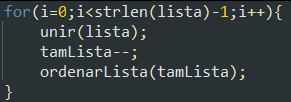 for(i=0;i<strlen(lista)-1;i++){
    unir(lista);
    tamLista--;
    ordenarLista(tamLista);
}